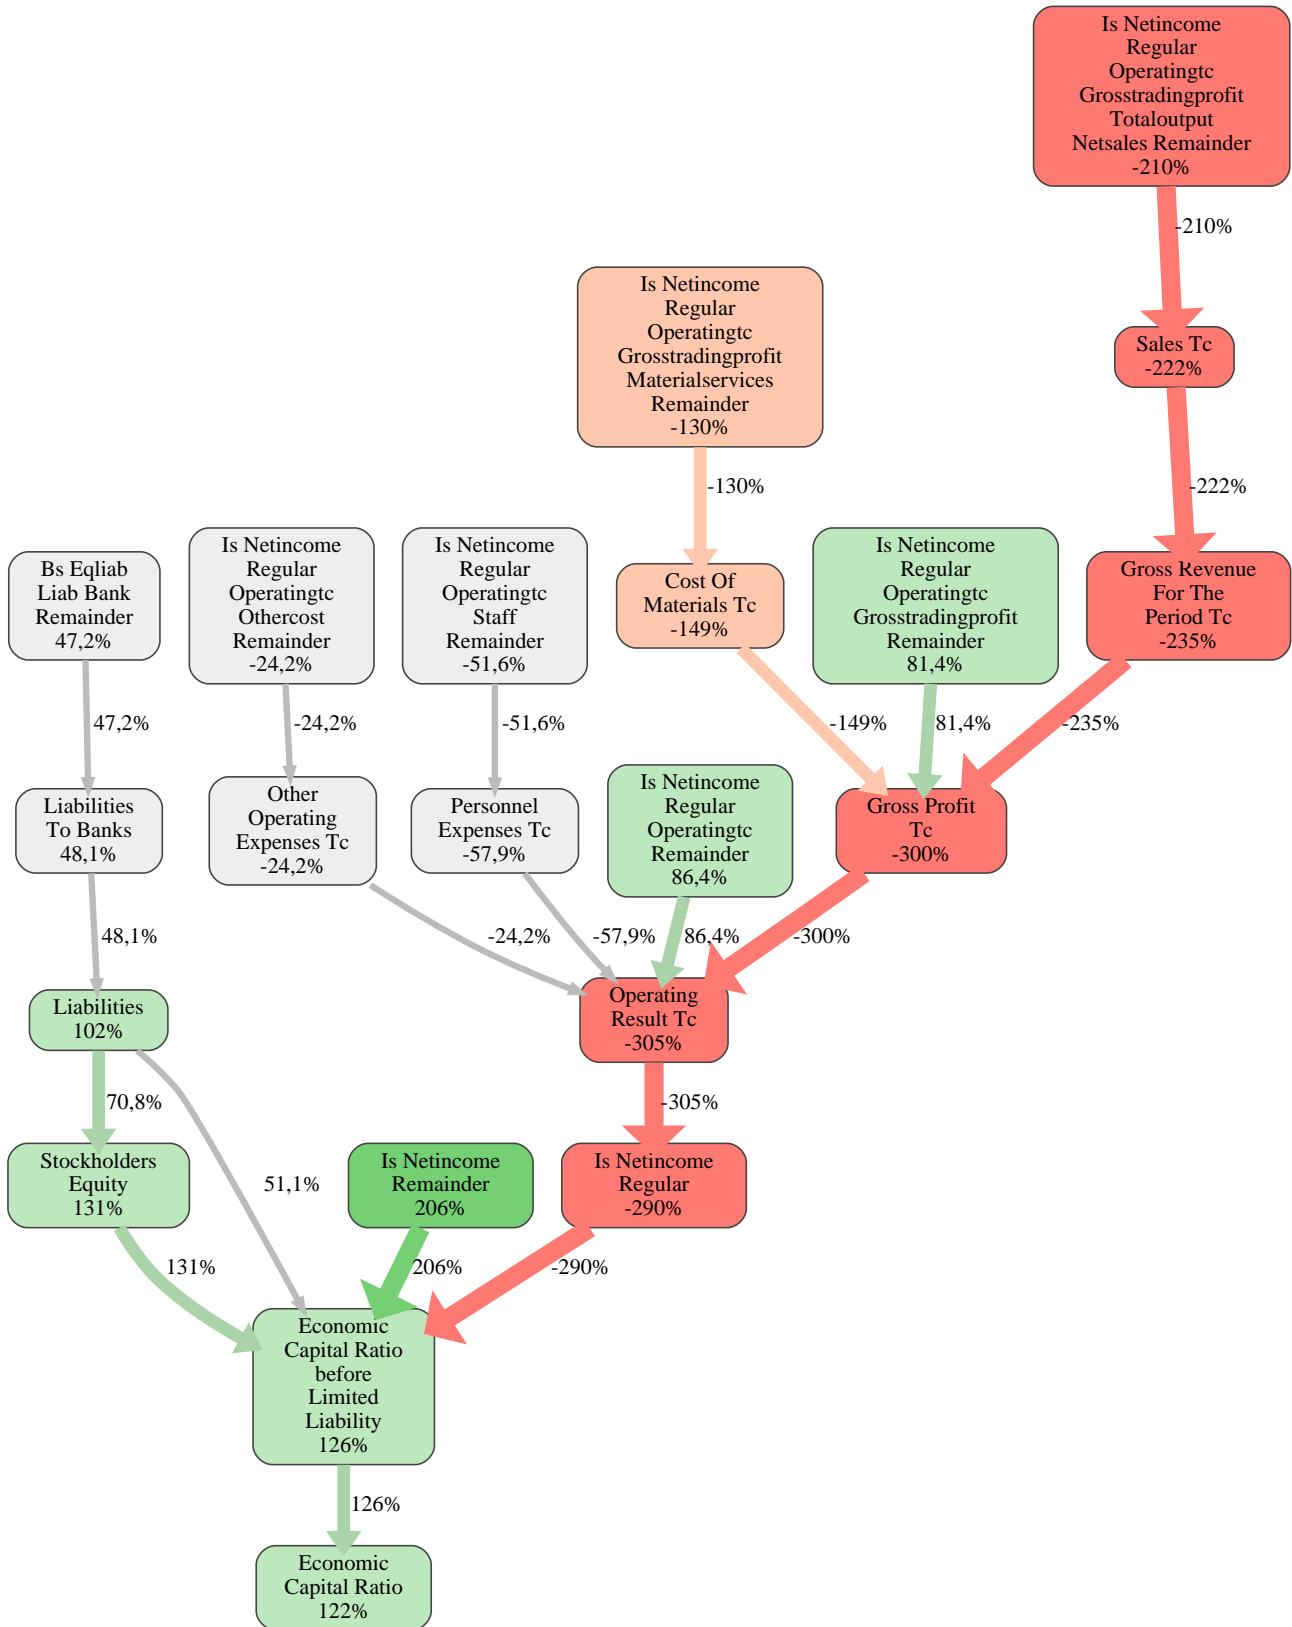 Is Netincome
Regular
Operatingtc
Grosstradingprofit
Totaloutput
Netsales Remainder
-210%
-210%
Is Netincome
Regular
Operatingtc
Grosstradingprofit
Materialservices
Remainder
-130%
Sales Tc
-222%
-130%
-222%
Bs Eqliab
Liab Bank
Remainder
47,2%
Is Netincome
Regular
Operatingtc
Othercost
Remainder
-24,2%
Is Netincome
Regular
Operatingtc
Staff
Remainder
-51,6%
Cost Of
Materials Tc
-149%
Is Netincome
Regular
Operatingtc
Grosstradingprofit
Remainder
81,4%
Gross Revenue
For The
Period Tc
-235%
47,2%
-24,2%
-51,6%
-149%
81,4%
-235%
Liabilities
To Banks
48,1%
Other
Operating
Expenses Tc
-24,2%
Personnel
Expenses Tc
-57,9%
Is Netincome
Regular
Operatingtc
Remainder
86,4%
Gross Profit
Tc
-300%
48,1%
-24,2%
-57,9%
86,4%
-300%
Liabilities
102%
Operating
Result Tc
-305%
70,8%
-305%
Stockholders
Equity
131%
51,1%
Is Netincome
Remainder
206%
Is Netincome
Regular
-290%
131%
206%
-290%
Economic
Capital Ratio
before
Limited
Liability
126%
126%
Economic
Capital Ratio
122%